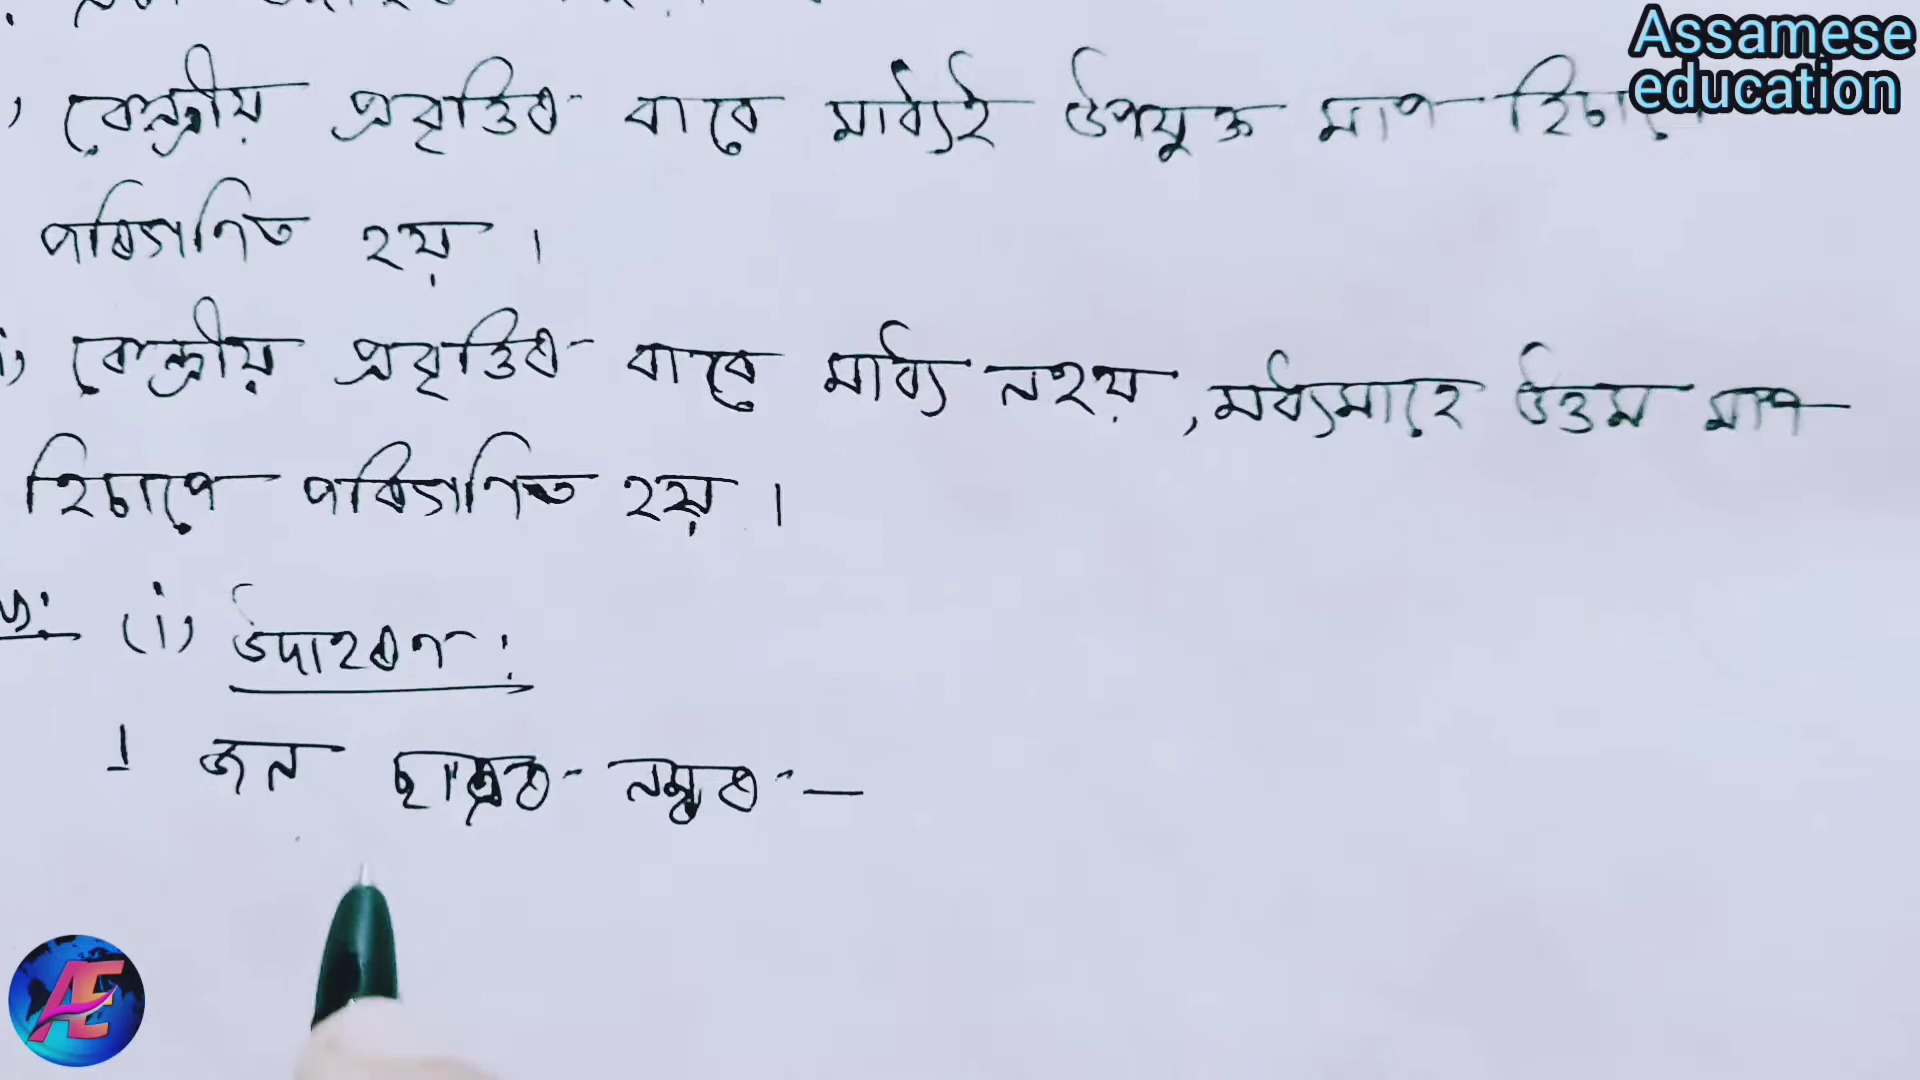 Assamese
education
কেন্দ্ৰীয় প্ৰবৃত্তিৰ বাবে মাধ্যই উপযুক্ত মাপ হিচাপে
পৰিগণিত হয় ।
i) কেন্দ্ৰীয় প্ৰবৃত্তিৰ বাবে মাধ্য নহয়, মধ্যমাহে উত্তম মাপ
হিচাপে পৰিগণিত হয় ।
(i) উদাহৰণ :
1 জন ছাত্ৰৰ নম্বৰ —
AE